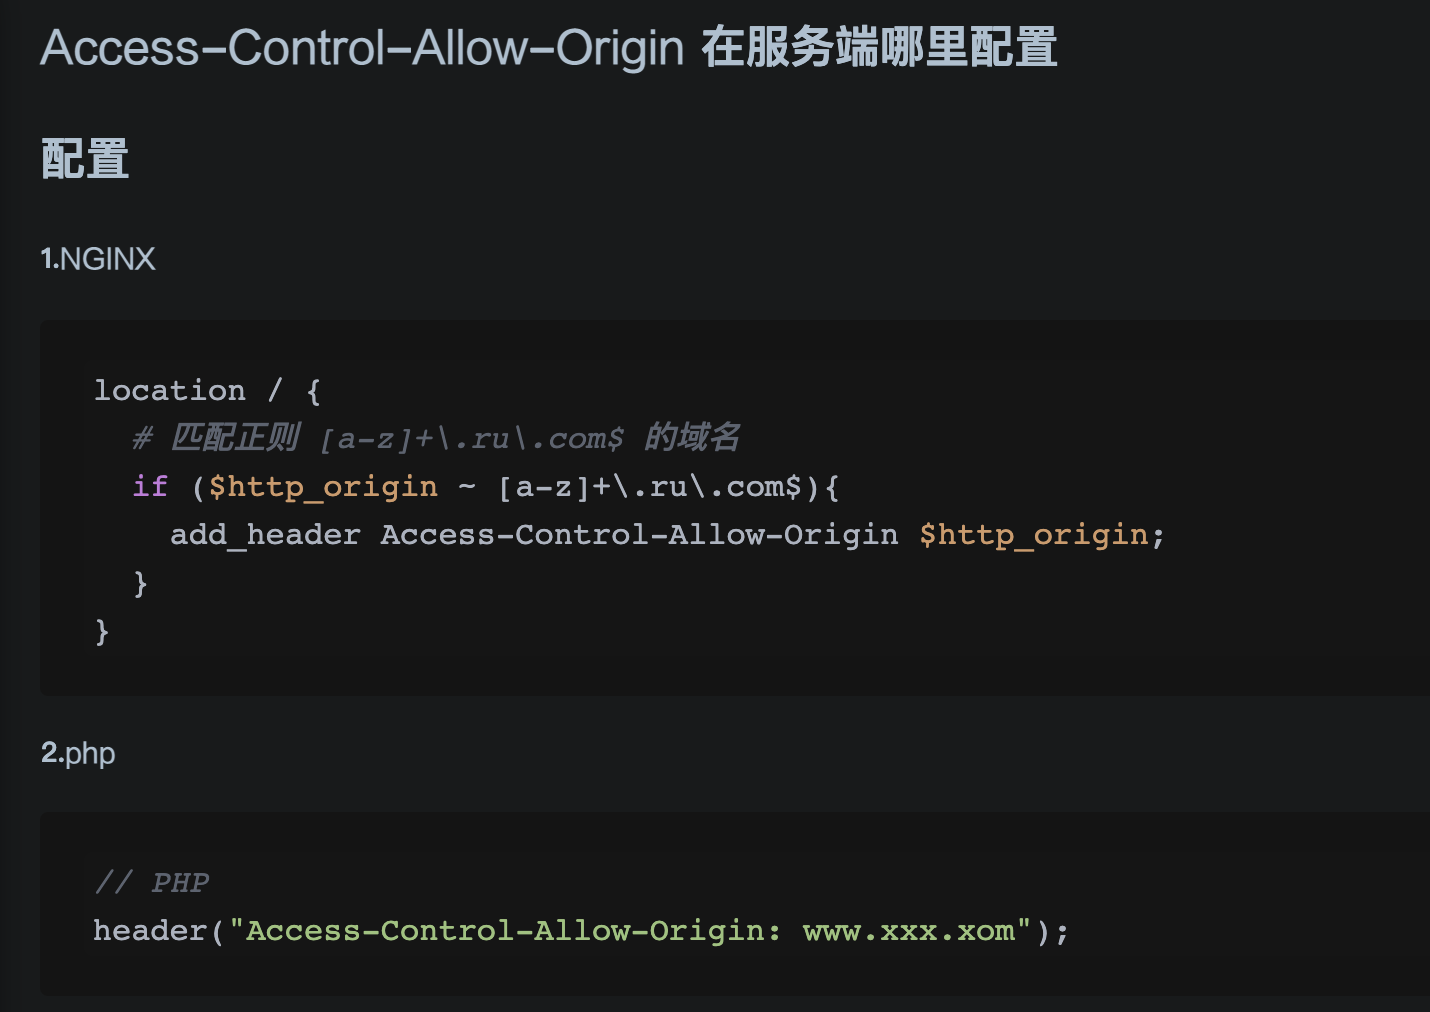 Access-Control-Allow-Origin 在服务端哪里配置
配置
1.NGINX
location / {
# 匹配正则 [a-z]+\.ru\.com$ 的域名
if ($http_origin ~ [a-z]+\.ru\.com$){
add_header Access-Control-Allow-Origin $http_origin;
}
}
2.php
// PHP
header("Access-Control-Allow-Origin: www.xxx.xom");